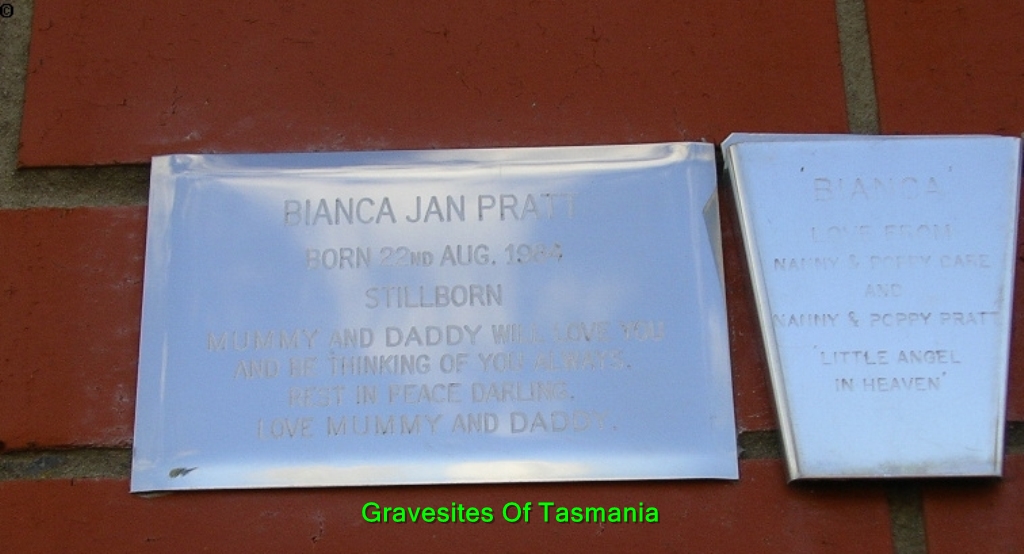 ©
BIANCA JAN PRATT
BORN 22ND AUG. 1984
STILLBORN
MUMMY AND DADDY WILL LOVE YOU
AND BE THINKING OF YOU ALWAYS.
REST IN PEACE DARLING.
LOVE MUMMY AND DADDY.
BIANCA
LOVE FROM
NANNY & POPPY CARE
AND
NANNY & POPPY PRATT
'LITTLE ANGEL
IN HEAVEN'
Gravesites Of Tasmania